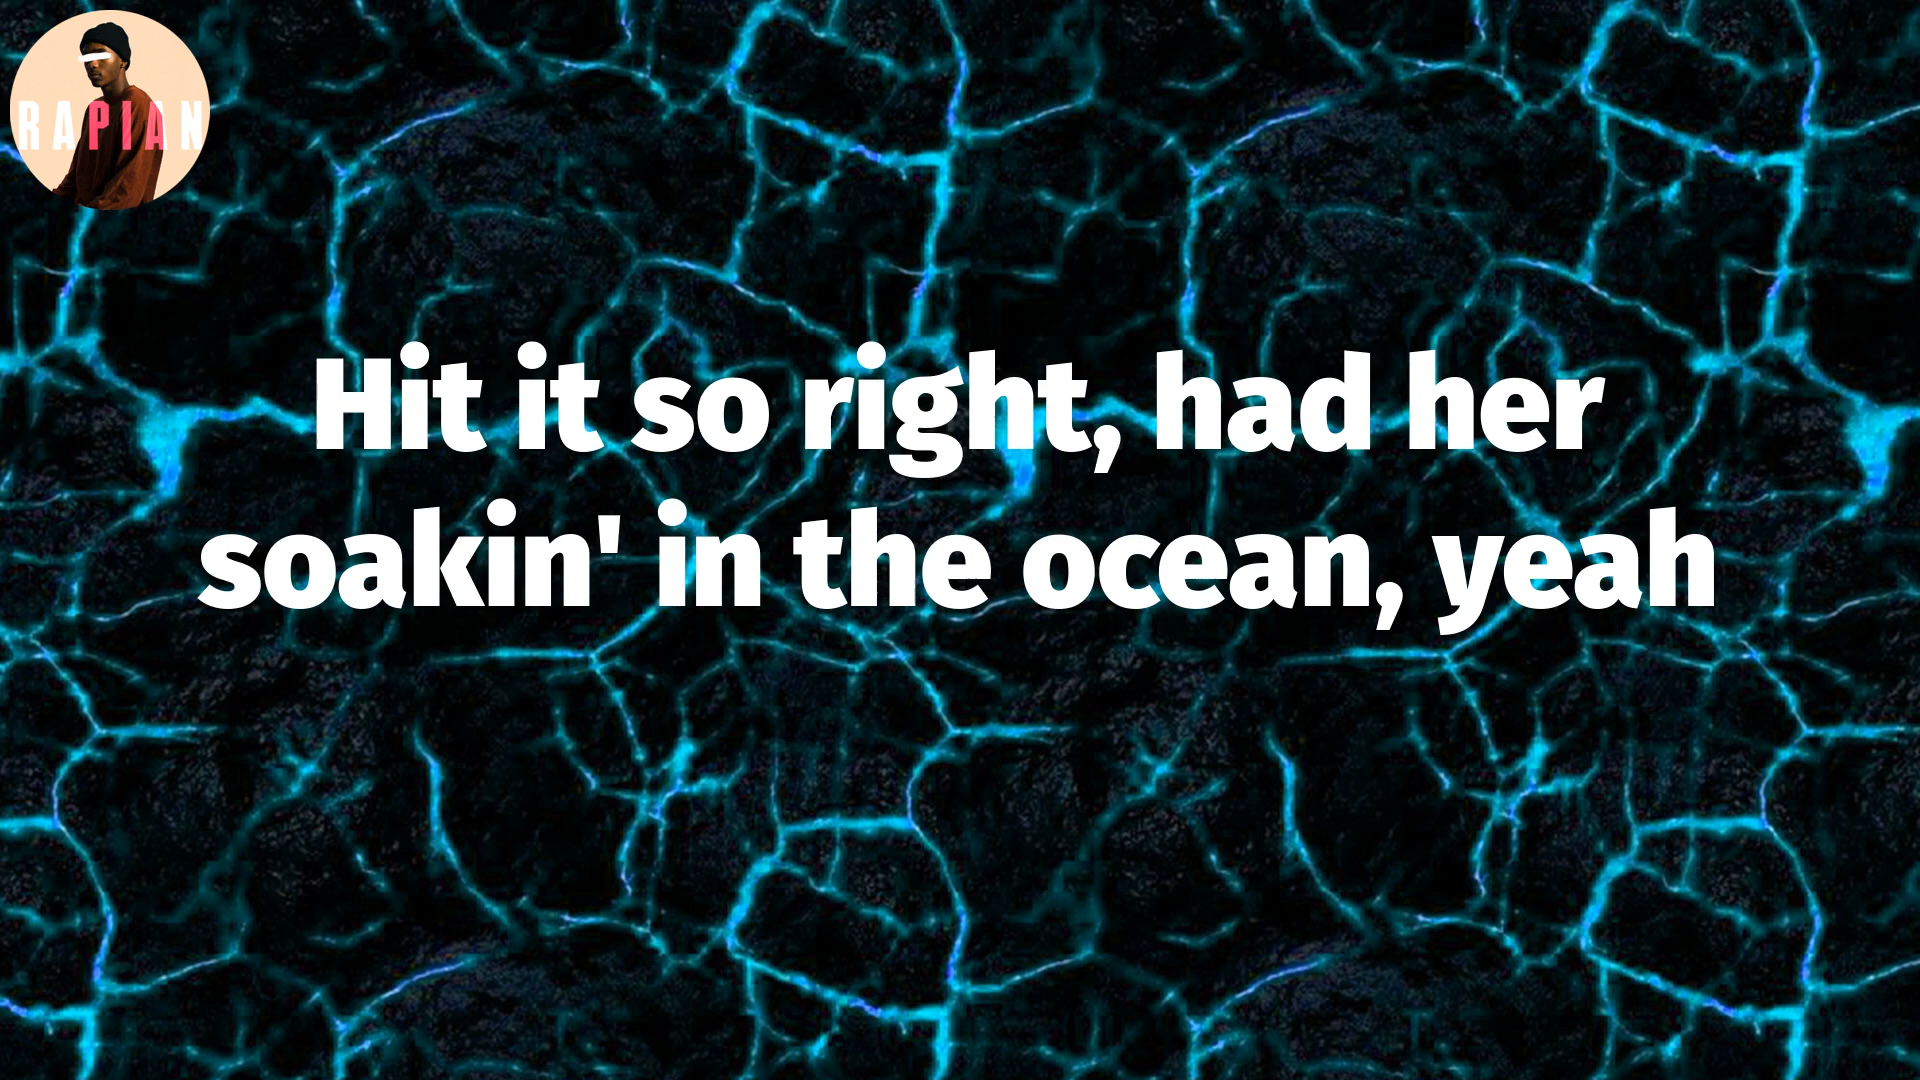 RAPIAN
Hit it so right, had her
soakin' in the ocean, yeah